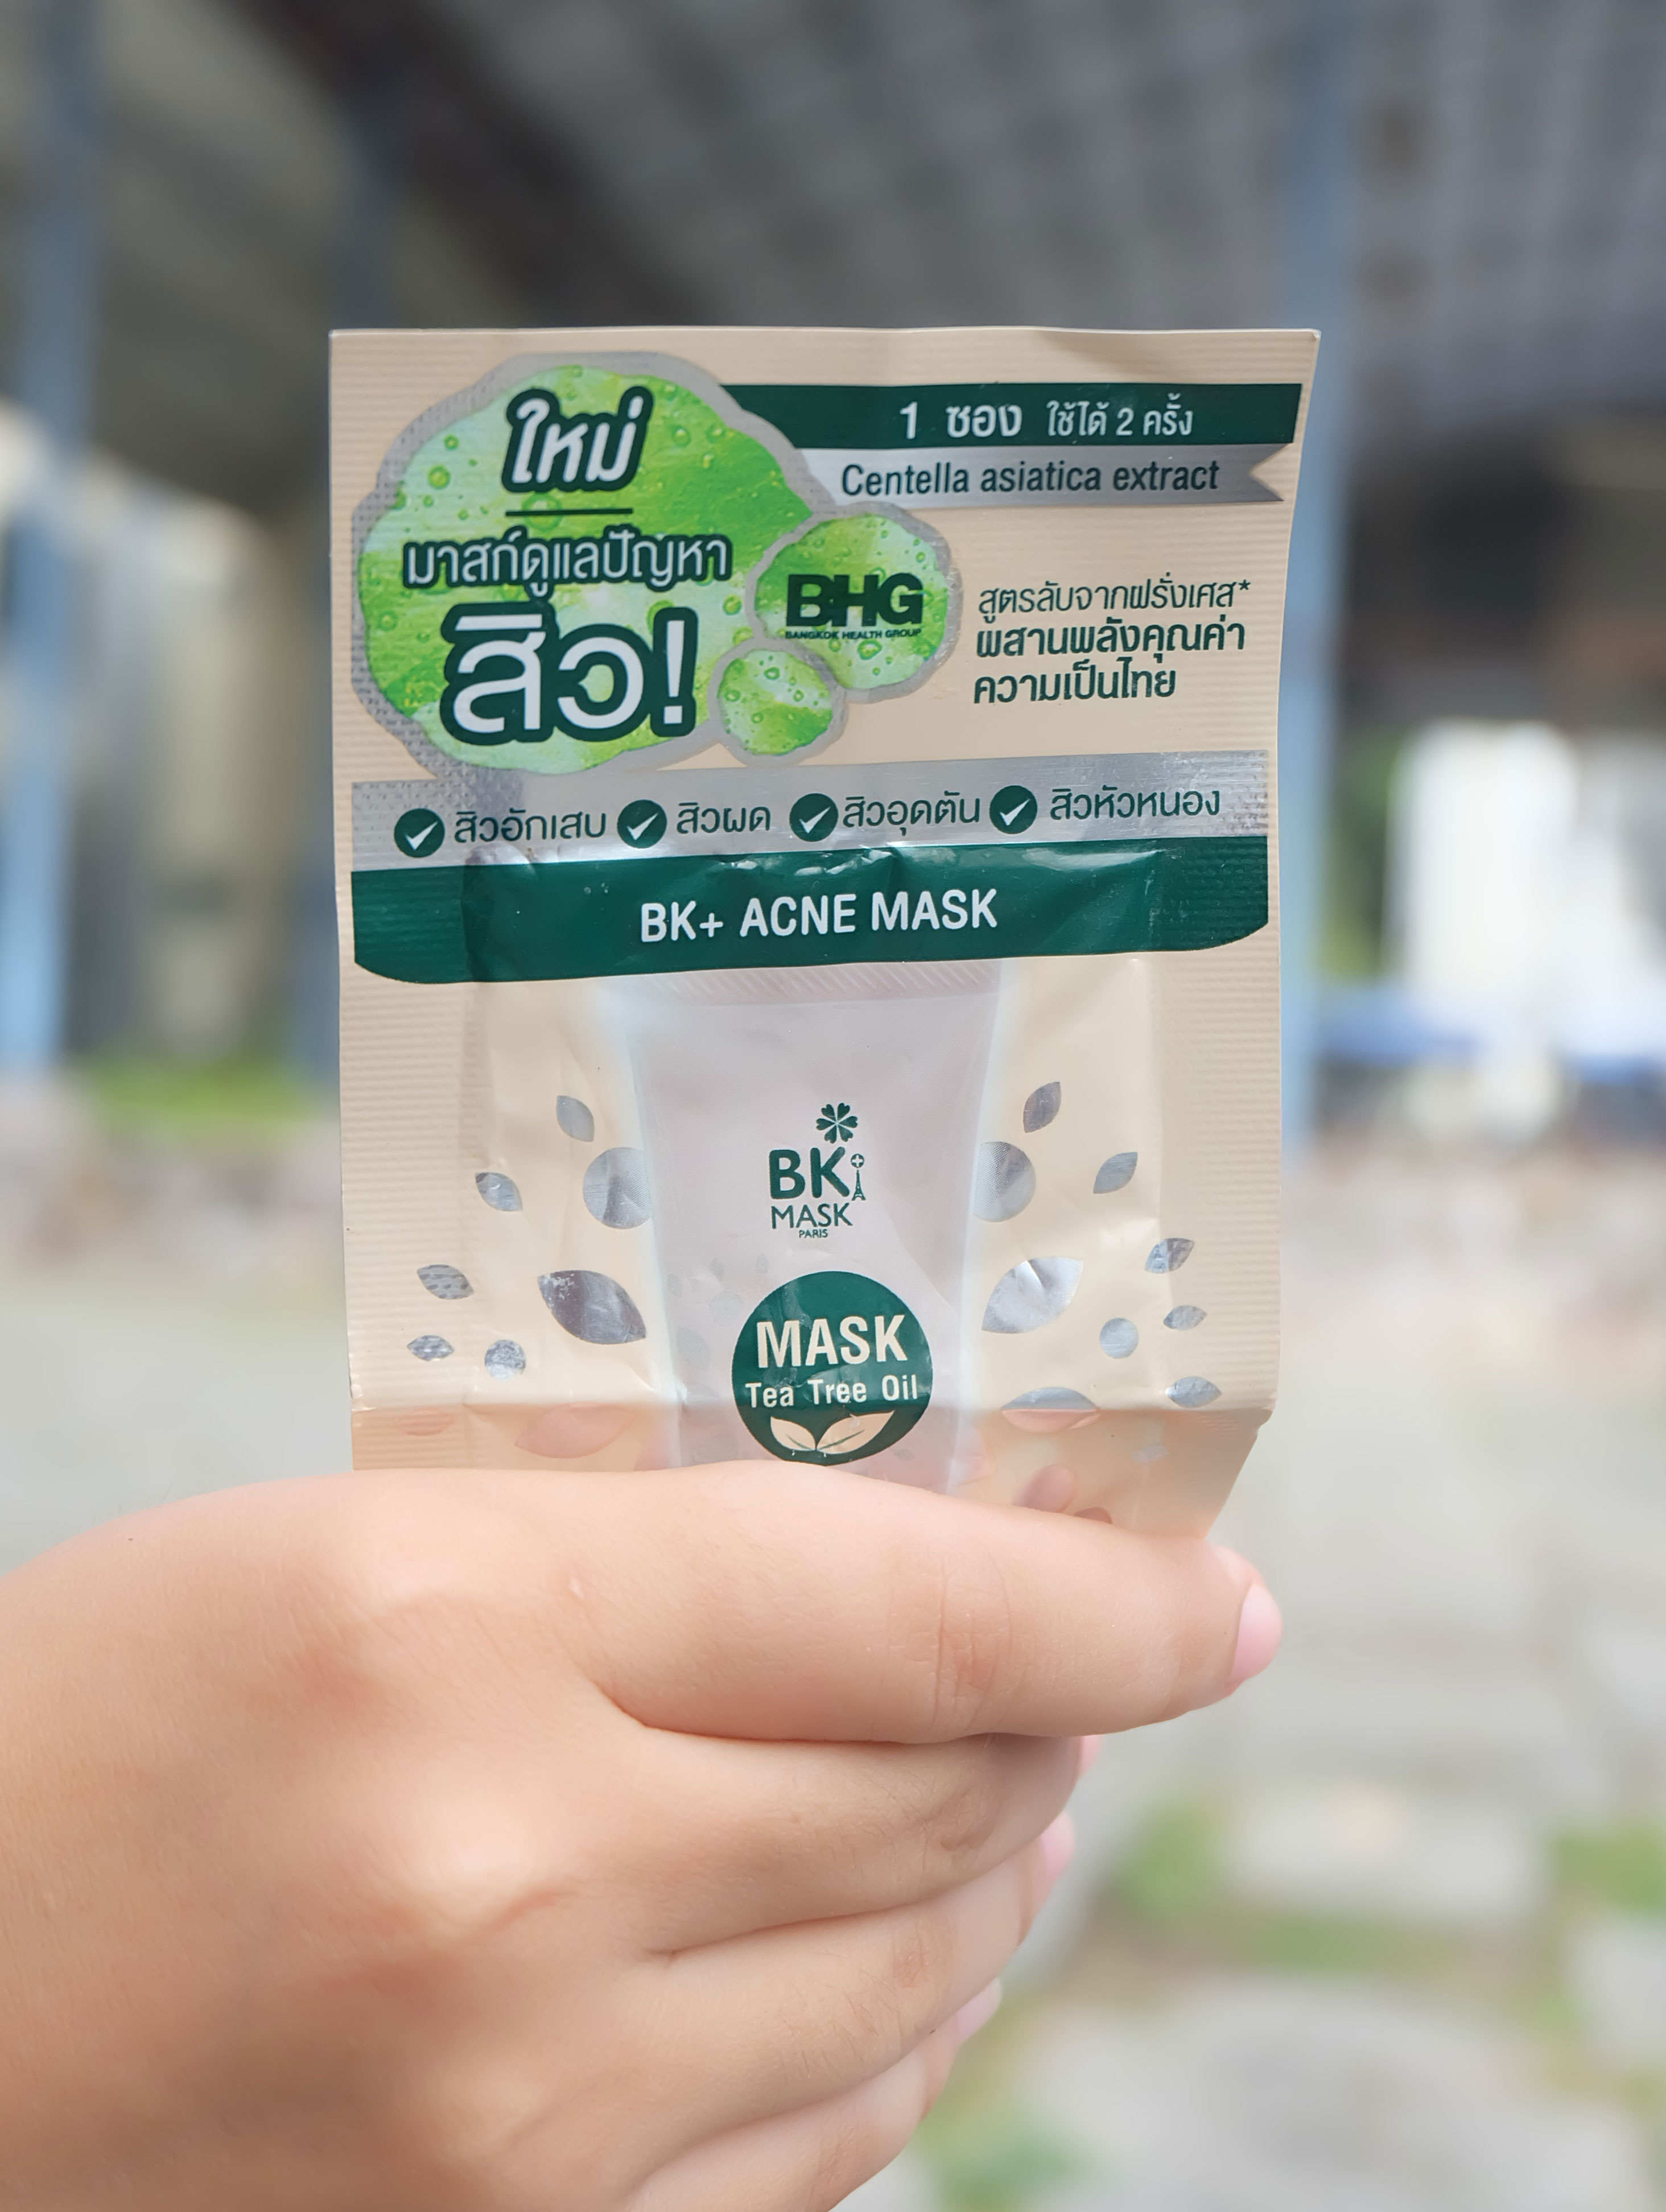 ใหม่
มาสก์ดูแลปัญหา
สิว!
1 ซอง ใช้ได้ 2 ครั้ง
Centella asiatica extract
BHG
BANGKOK HEALTH GROUP
สูตรลับจากฝรั่งเศส*
ผสานพลังคุณค่า
ความเป็นไทย
สิวอักเสบ สิวผด สิวอุดตัน สิวหัวหนอง
BK+ ACNE MASK
BK+
MASK
PARIS
MASK
Tea Tree Oil